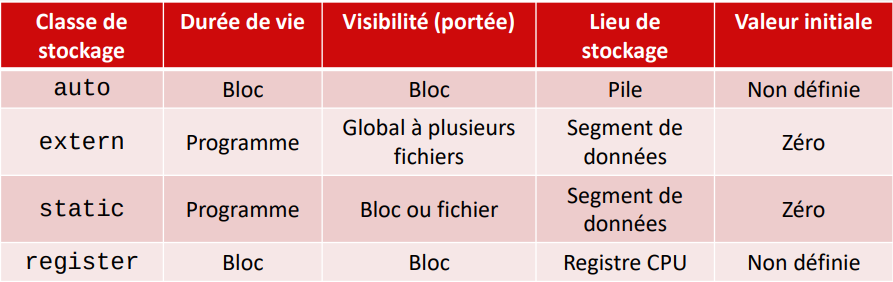 Classe de stockage Durée de vie Visibilité (portée) Lieu de stockage Valeur initiale
auto Bloc Bloc Pile Non définie
extern Programme Global à plusieurs fichiers Segment de données Zéro
static Programme Bloc ou fichier Segment de données Zéro
register Bloc Bloc Registre CPU Non définie